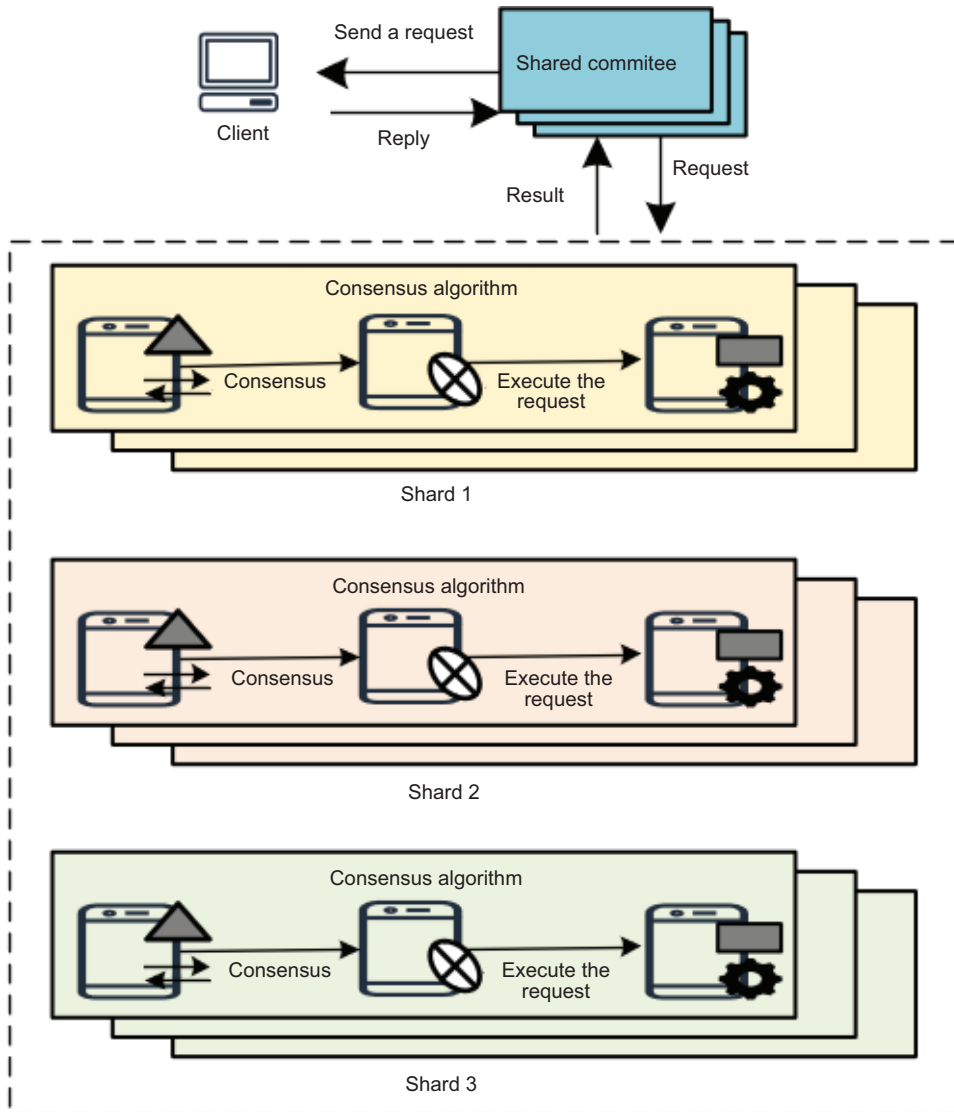 Send a request
Shared commitee
Client
Reply
Result
Request
Consensus algorithm
Consensus
Execute the
request
Shard 1
Consensus algorithm
Consensus
Execute the
request
Shard 2
Consensus algorithm
Consensus
Execute the
request
Shard 3